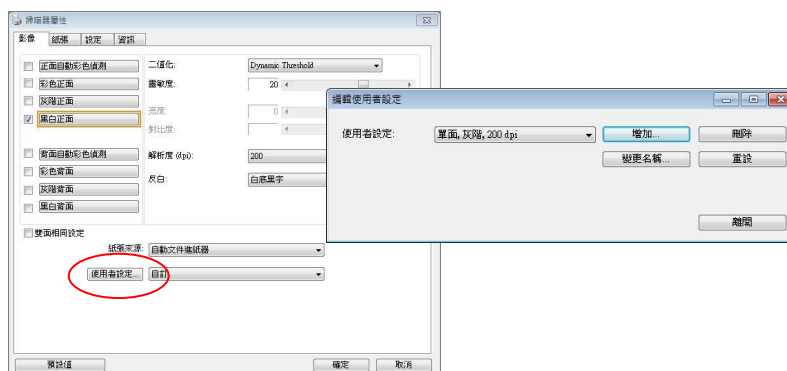 掃描器屬性
影像 紙張 設定 資訊
正面自動彩色偵測
彩色正面
灰階正面
黑白正面
背面自動彩色偵測
彩色背面
灰階背面
黑白背面
二值化: Dynamic Threshold
靈敏度: 20
亮度: 0
對比度:
解析度 (dpi): 200
反白: 白底黑字
雙面相同設定
紙張來源: 自動文件進紙器
使用者設定... 自訂
預設值 確定 取消
編輯使用者設定
使用者設定: 單面, 灰階, 200 dpi 增加... 刪除
變更名稱... 重設
離開